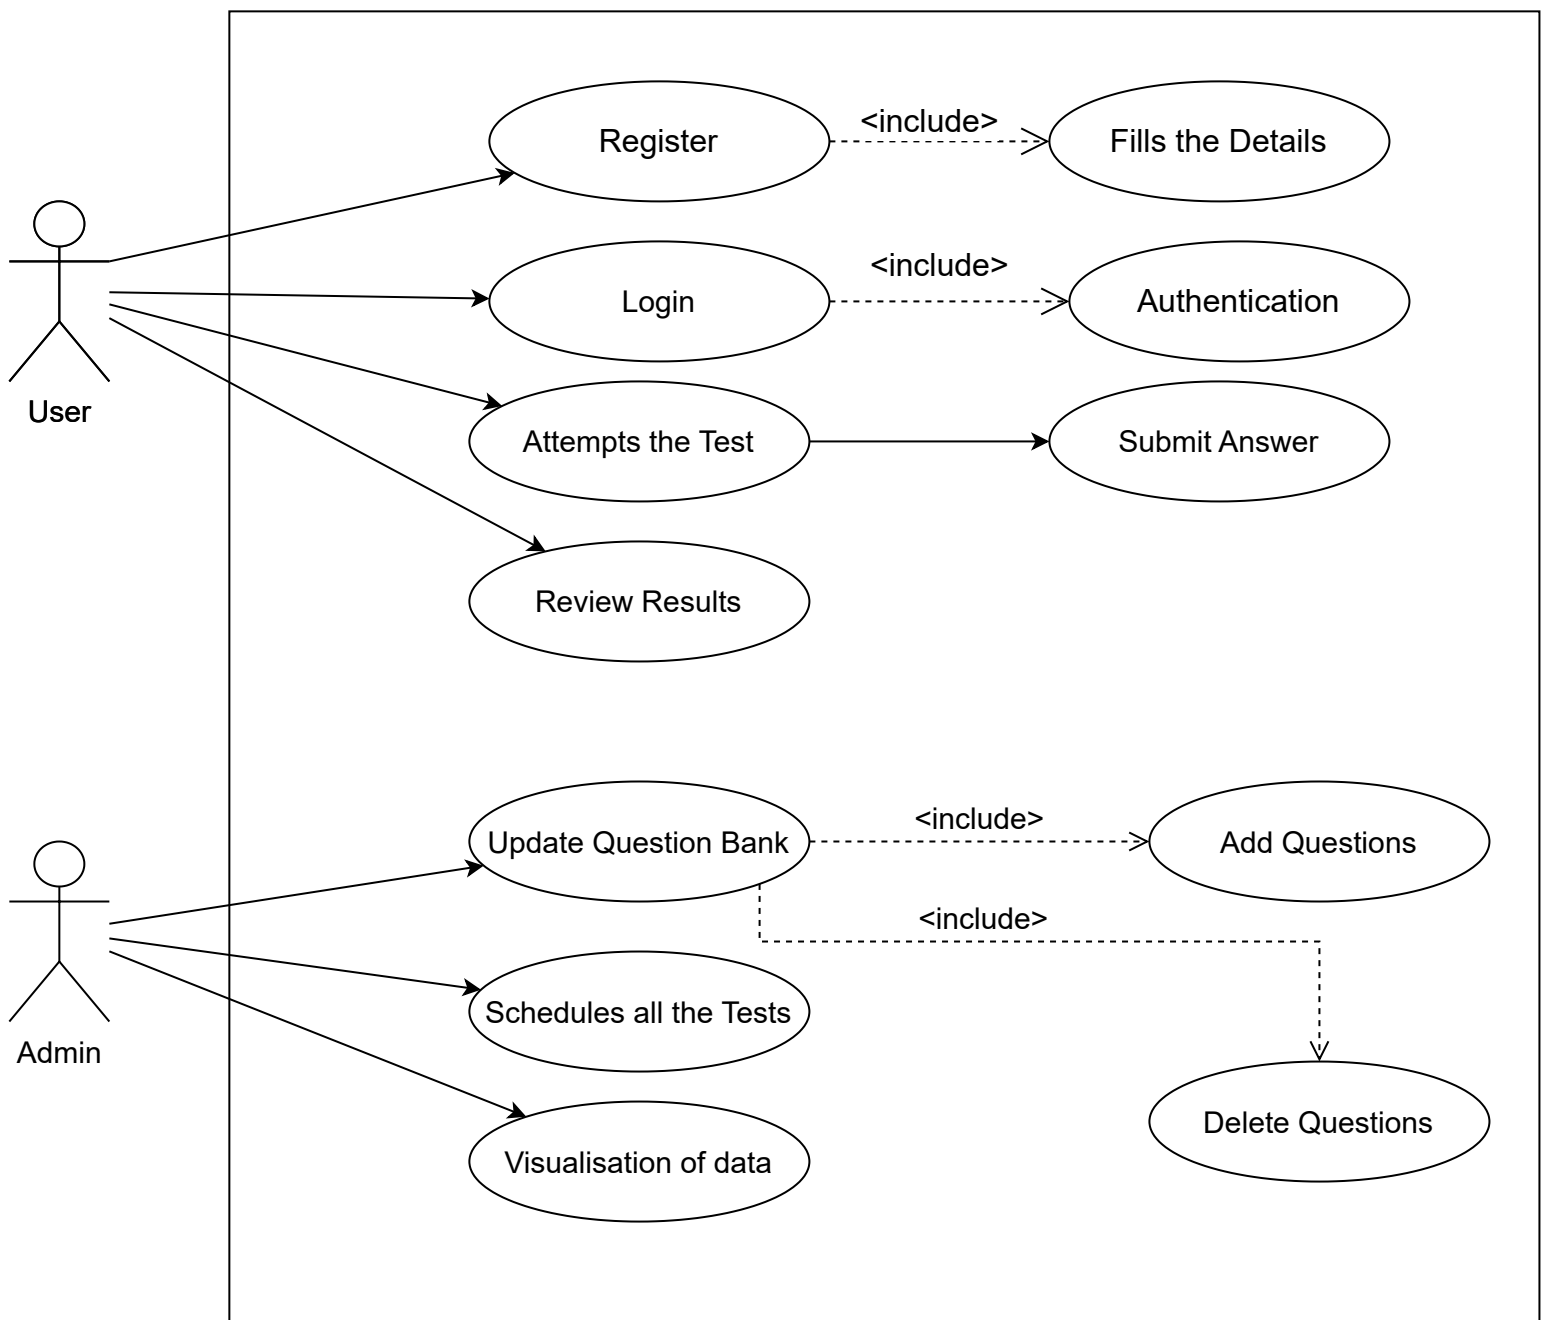 Register
<include>
Fills the Details
Login
<include>
Authentication
User
Attempts the Test
Submit Answer
Review Results
Update Question Bank
<include>
Add Questions
<include>
Admin
Schedules all the Tests
Delete Questions
Visualisation of data